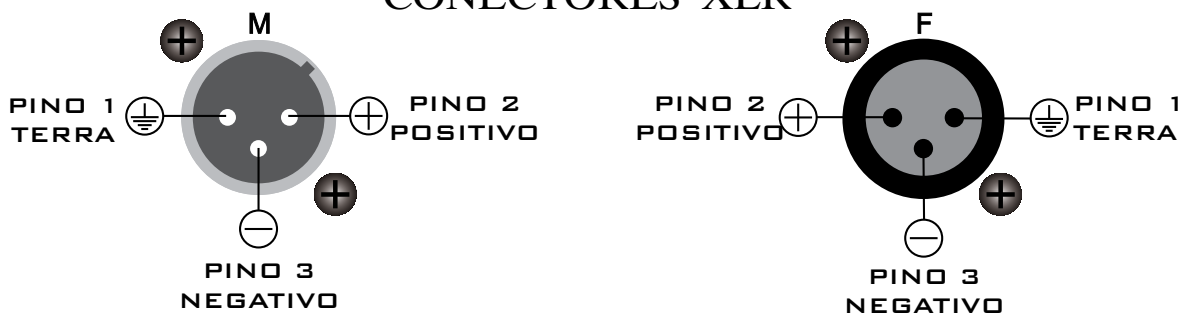 CONECTORES XLR
M
PINO 1
TERRA
PINO 2
POSITIVO
PINO 3
NEGATIVO
F
PINO 2
POSITIVO
PINO 1
TERRA
PINO 3
NEGATIVO